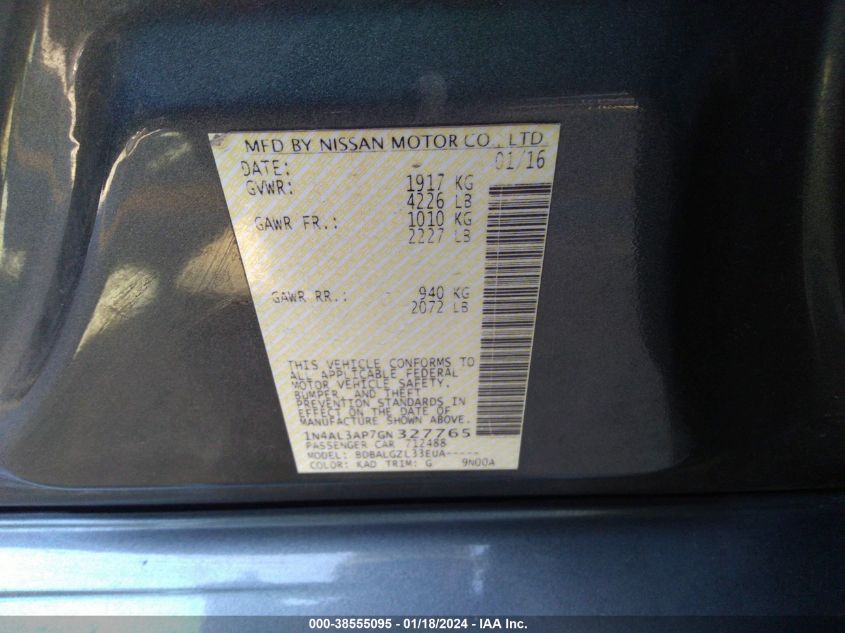 MFD BY NISSAN MOTOR CO., LTD
DATE: 01/16
GVWR: 1917 KG
4226 LB
GAWR FR.: 1010 KG
2227 LB
GAWR RR.: 940 KG
2072 LB
THIS VEHICLE CONFORMS TO
ALL APPLICABLE FEDERAL
MOTOR VEHICLE SAFETY,
BUMPER, AND THEFT
PREVENTION STANDARDS IN
EFFECT ON THE DATE OF
MANUFACTURE SHOWN ABOVE.
1N4AL3AP7GN327765
PASSENGER CAR 712488
MODEL: BDBALGZL33EUA-----
COLOR: KAD TRIM: G 9N00A
000-38555095 - 01/18/2024 - IAA Inc.